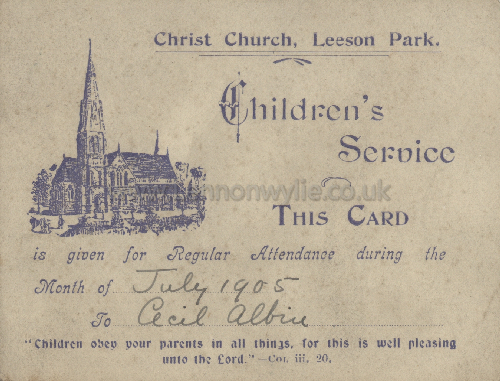 Christ Church, Leeson Park.
Children's
Service
THIS CARD
is given for Regular Attendance during the
Month of July 1905
To Cecil Albin
"Children obey your parents in all things, for this is well pleasing
unto the Lord."—Col. iii. 20.